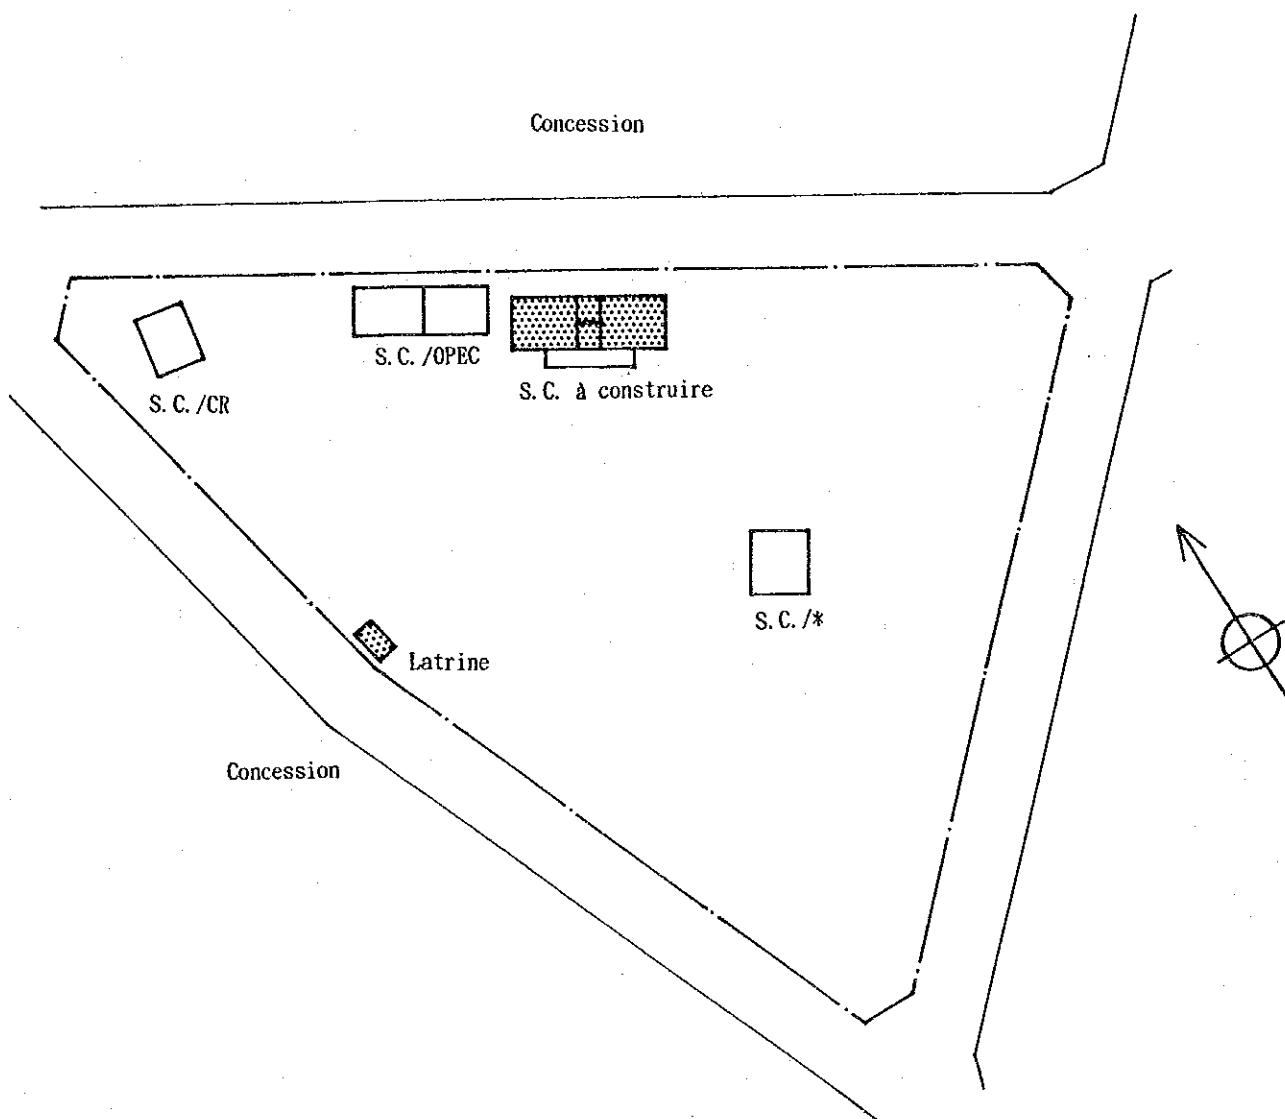 Concession
S.C./OPEC
S.C. à construire
S.C./CR
S.C./*
Latrine
Concession